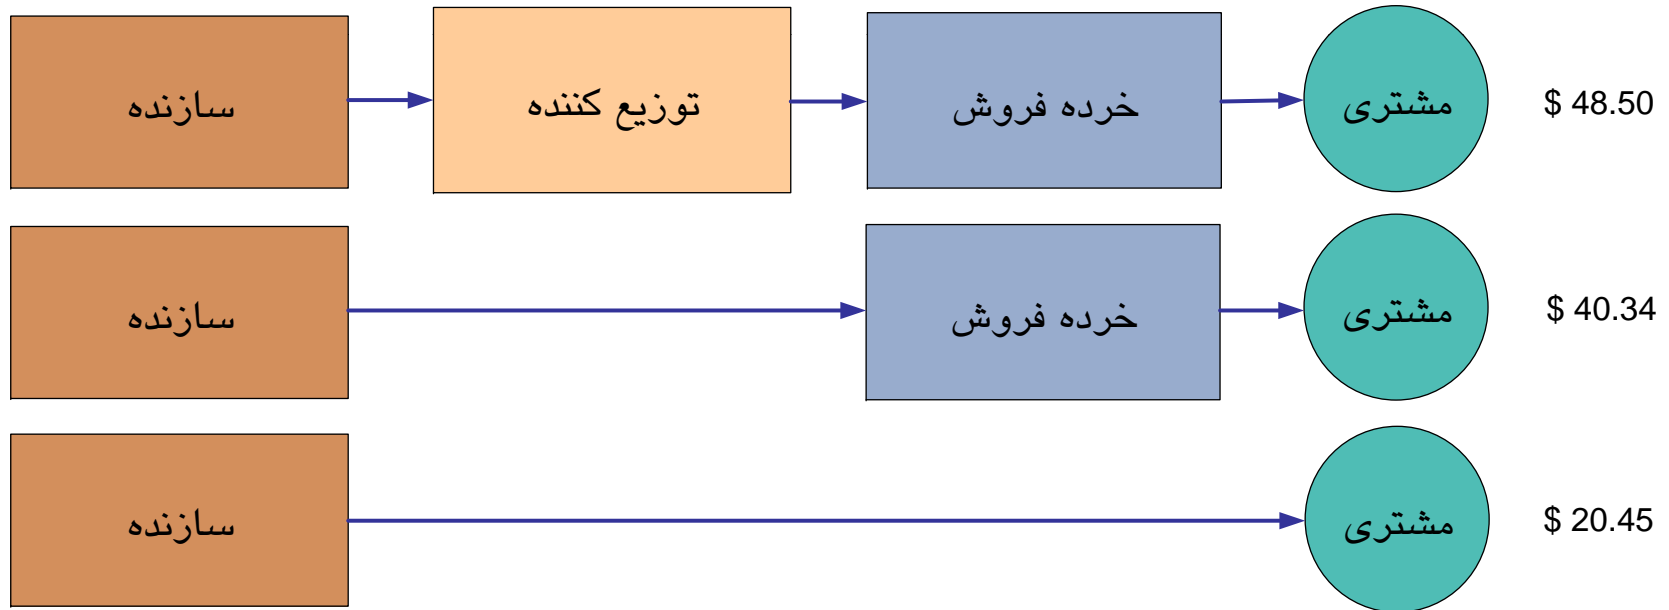 سازنده
توزیع کننده
خرده فروش
مشتری
$ 48.50
سازنده
خرده فروش
مشتری
$ 40.34
سازنده
مشتری
$ 20.45